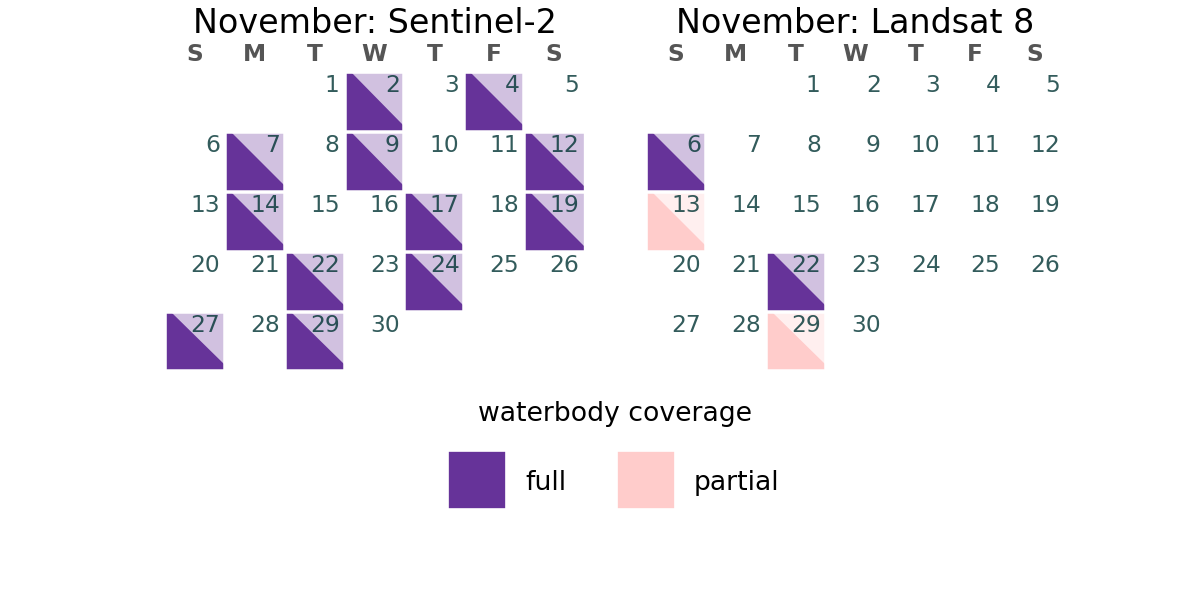 November: Sentinel-2
S M T W T F S
1 2 3 4 5
6 7 8 9 10 11 12
13 14 15 16 17 18 19
20 21 22 23 24 25 26
27 28 29 30
November: Landsat 8
S M T W T F S
1 2 3 4 5
6 7 8 9 10 11 12
13 14 15 16 17 18 19
20 21 22 23 24 25 26
27 28 29 30
waterbody coverage
full
partial